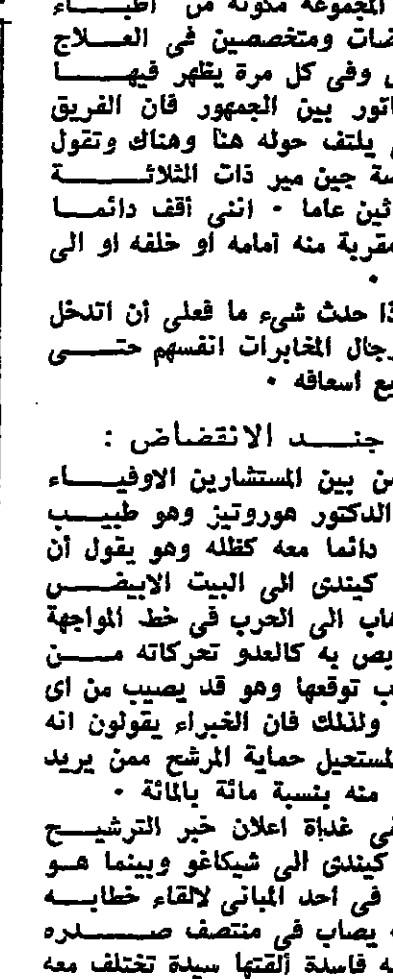 المجموعة مكونة من اطباء
ضات ومتخصصين فى العلاج
وفى كل مرة يظهر فيها
اتور بين الجمهور فان الفريق
يلتف حوله هنا وهناك وتقول
سة جين مير ذات الثلاثة
ثين عاما • اننى أقف دائما
مقربة منه أمامه أو خلفه او الى
•
ذا حدث شىء ما فعلى أن اتدخل
رجال المخابرات انفسهم حتى
يع اسعافه •
جند الانقضاض :
ن بين المستشارين الاوفياء
الدكتور هوروتيز وهو طبيب
دائما معه كظله وهو يقول أن
كيندى الى البيت الابيض
هاب الى الحرب فى خط المواجهة
يص به كالعدو تحركاته من
ب توقعها وهو قد يصيب من اى
ولذلك فان الخبراء يقولون انه
لستحيل حماية المرشح ممن يريد
منه بنسبة مائة بالمائة •
فى غداة اعلان خبر الترشيح
كيندى الى شيكاغو وبينما هو
فى احد المبانى لالقاء خطابه
يصاب فى منتصف صدره
ه فاسدة ألقتها سيدة تختلف معه